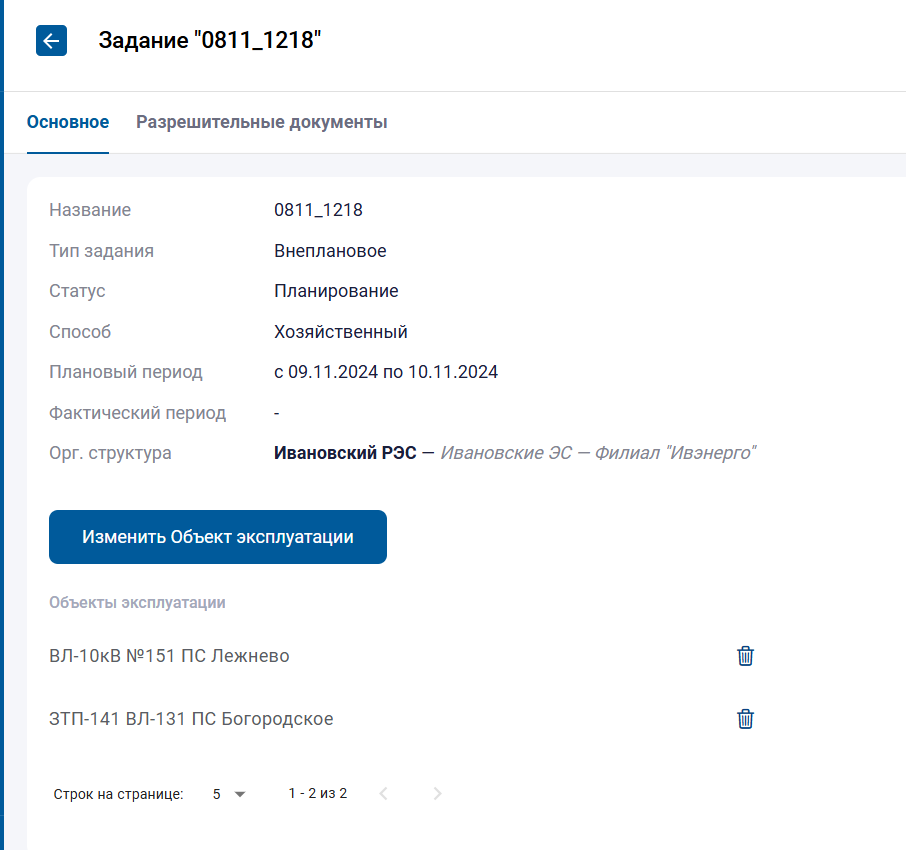 Задание "0811_1218"
Основное Разрешительные документы
Название 0811_1218
Тип задания Внеплановое
Статус Планирование
Способ Хозяйственный
Плановый период с 09.11.2024 по 10.11.2024
Фактический период -
Орг. структура Ивановский РЭС — Ивановские ЭС — Филиал "Ивэнерго"
Изменить Объект эксплуатации
Объекты эксплуатации
ВЛ-10кВ №151 ПС Лежнево
ЗТП-141 ВЛ-131 ПС Богородское
Строк на странице: 5 1 - 2 из 2